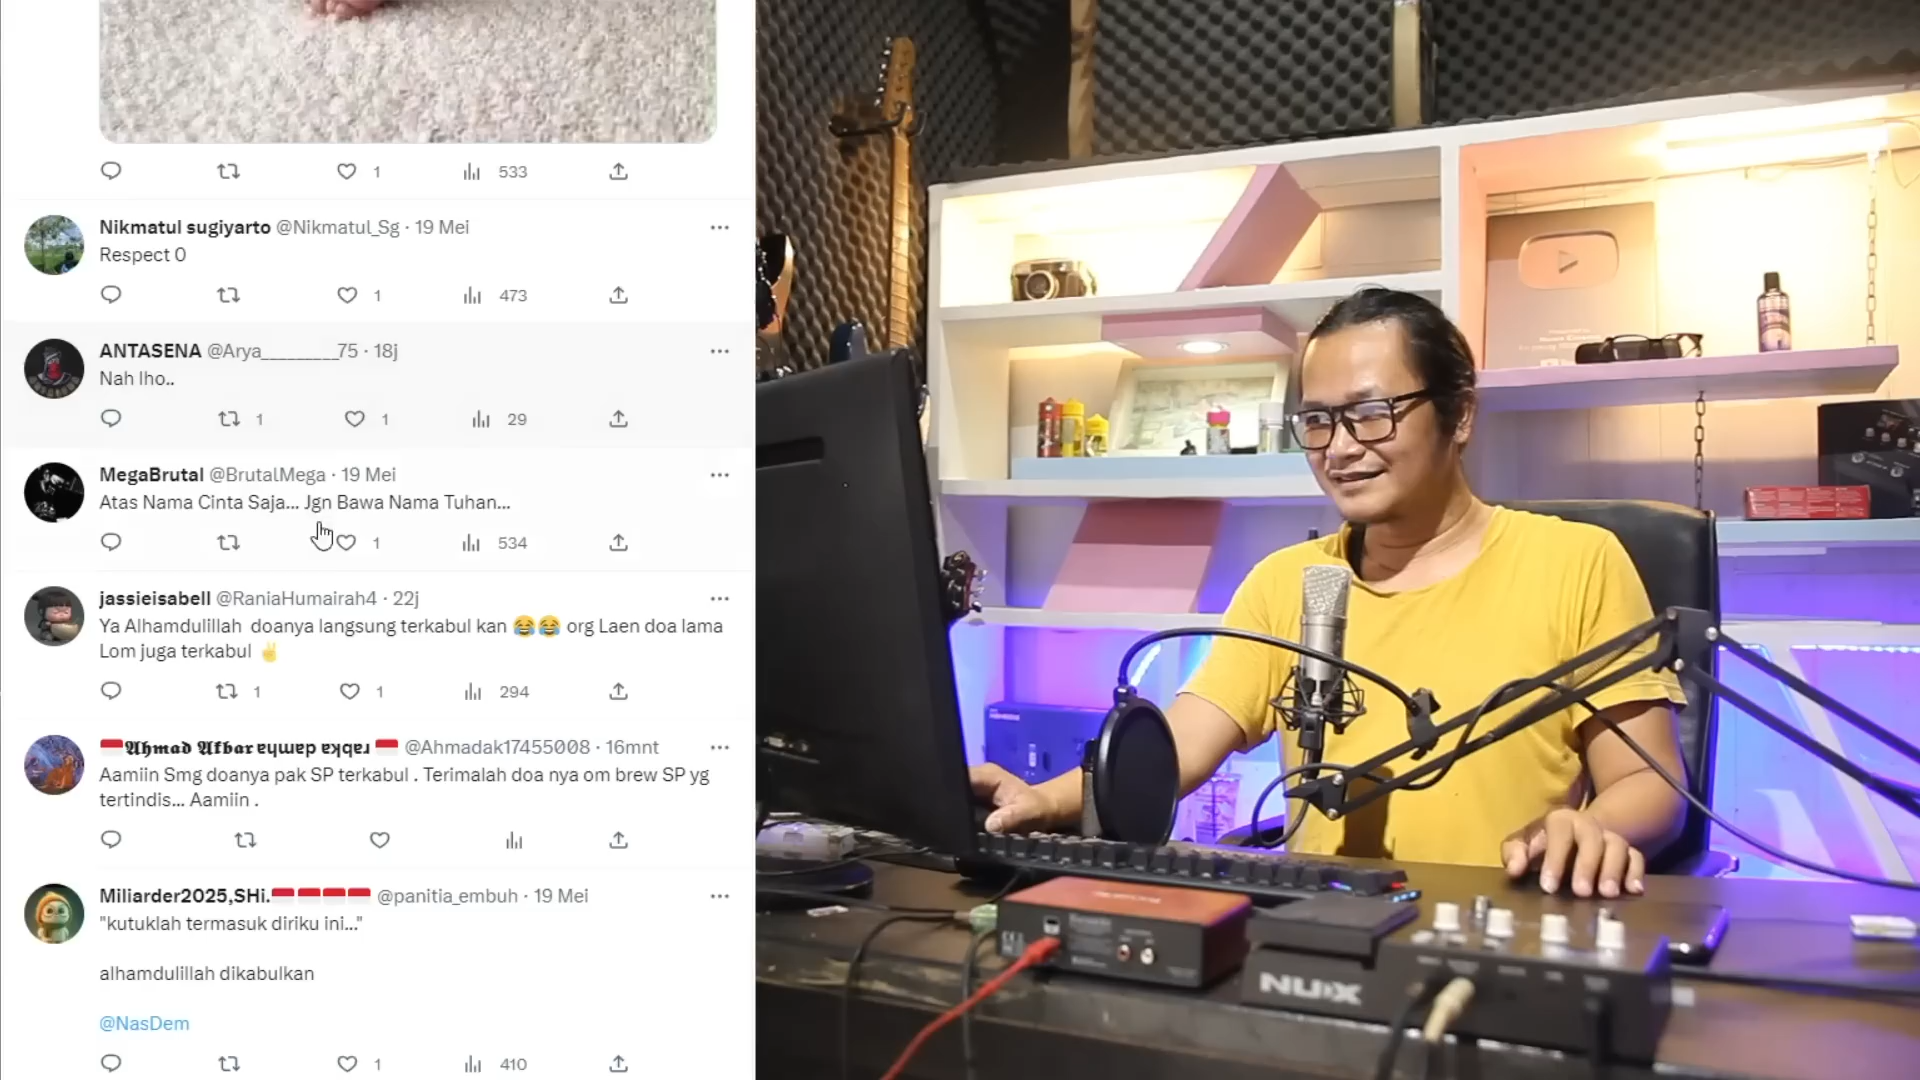 1
533
Nikmatul sugiyarto @Nikmatul_Sg · 19 Mei
Respect 0
1
473
ANTASENA @Arya_________75 · 18j
Nah lho..
1
1
29
MegaBrutal @BrutalMega · 19 Mei
Atas Nama Cinta Saja... Jgn Bawa Nama Tuhan...
1
534
jassieisabell @RaniaHumairah4 · 22j
Ya Alhamdulillah doanya langsung terkabul kan 😂😂 org Laen doa lama
Lom juga terkabul ✌
1
1
294
𝕬𝖍𝖒𝖆𝖉 𝕬𝖐𝖇𝖆𝖗 ɐɥɯɐp ɐʞqɐɹ @Ahmadak17455008 · 16mnt
Aamiin Smg doanya pak SP terkabul . Terimalah doa nya om brew SP yg
tertindis... Aamiin .
Miliarder2025,SHi. @panitia_embuh · 19 Mei
"kutuklah termasuk diriku ini..."
alhamdulillah dikabulkan
@NasDem
1
410
NUX